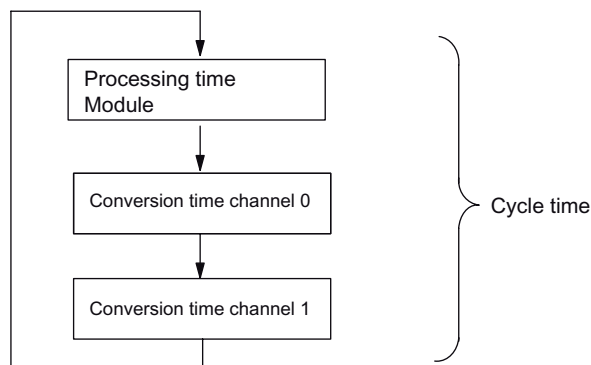 Processing time
Module
Conversion time channel 0
Cycle time
Conversion time channel 1